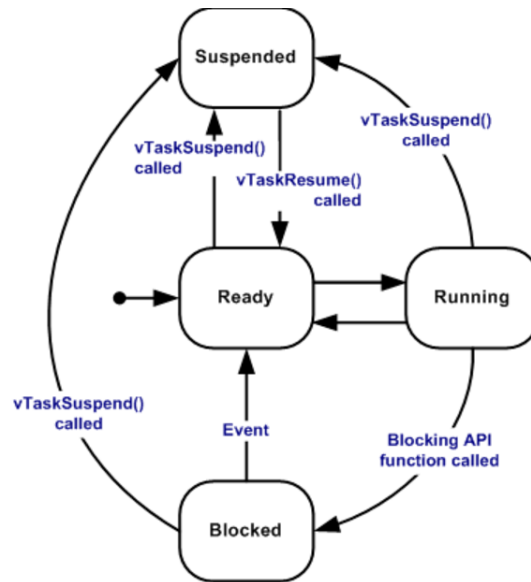 Suspended
vTaskSuspend()
called
vTaskSuspend()
called
vTaskResume()
called
Ready
Running
vTaskSuspend()
called
Event
Blocking API
function called
Blocked